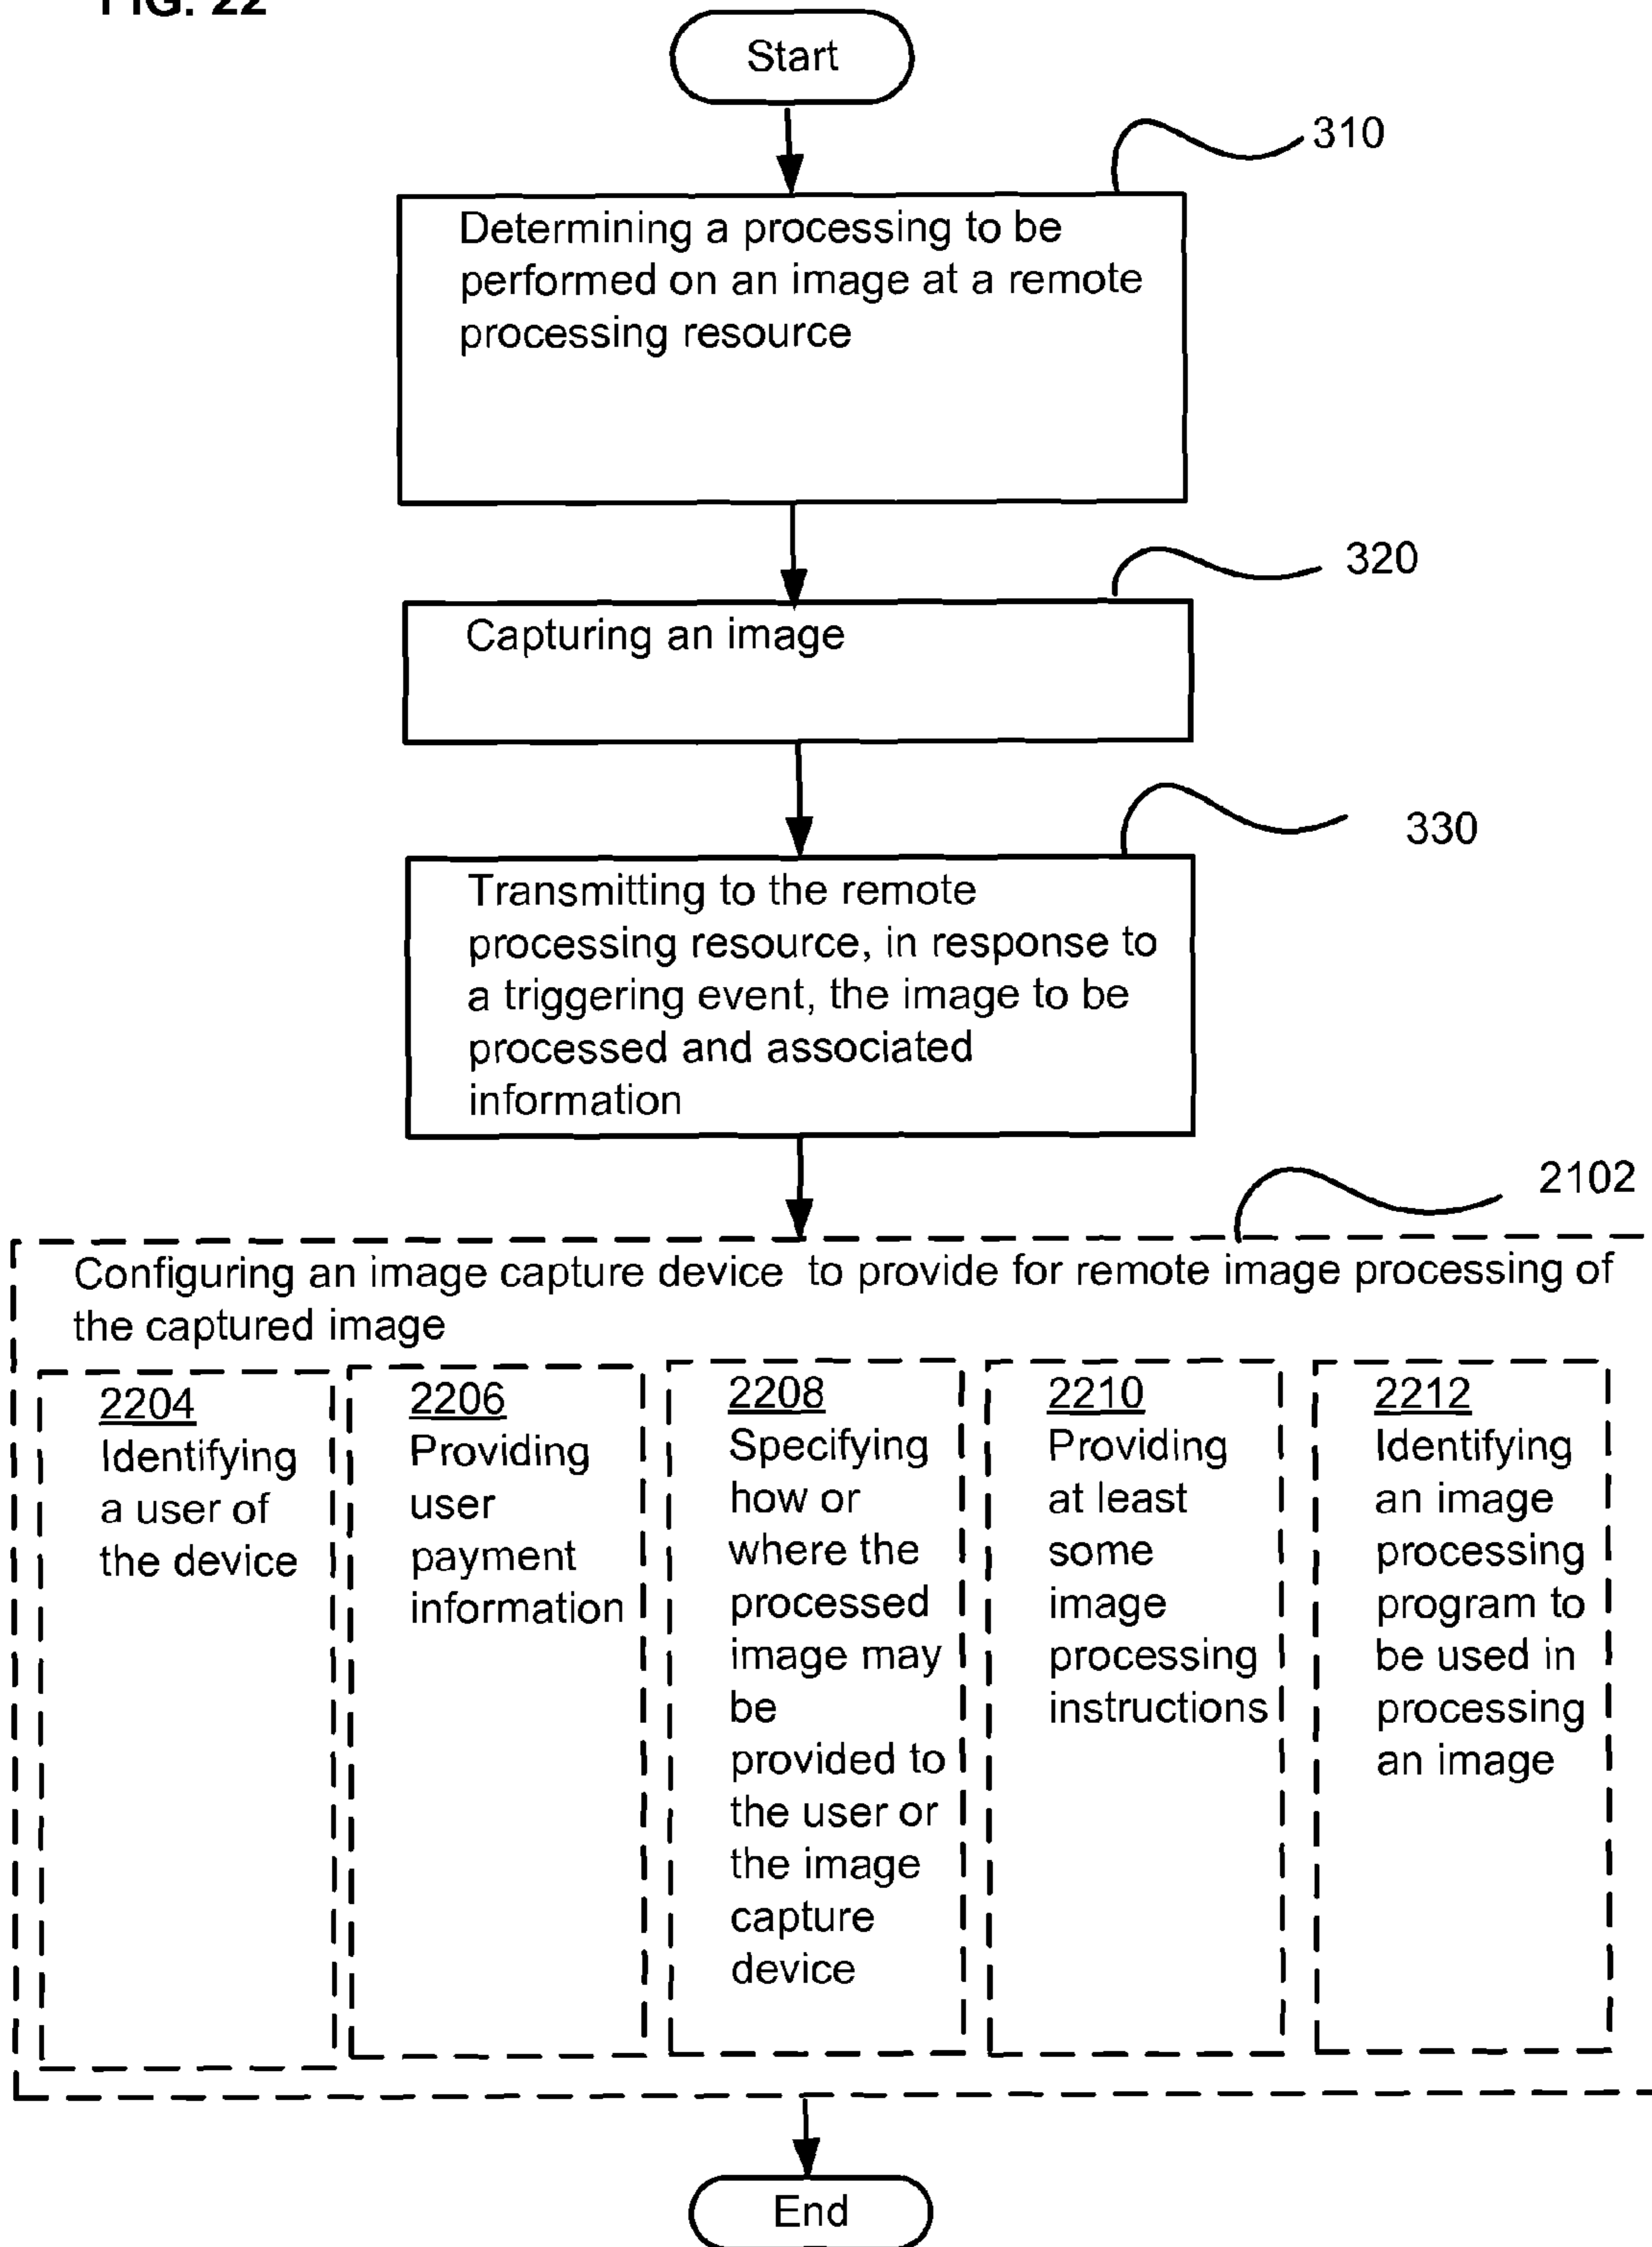 FIG. 22
Start
310
Determining a processing to be
performed on an image at a remote
processing resource
320
Capturing an image
330
Transmitting to the remote
processing resource, in response to
a triggering event, the image to be
processed and associated
information
2102
Configuring an image capture device to provide for remote image processing of
the captured image
2204
Identifying
a user of
the device
2206
Providing
user
payment
information
2208
Specifying
how or
where the
processed
image may
be
provided to
the user or
the image
capture
device
2210
Providing
at least
some
image
processing
instructions
2212
Identifying
an image
processing
program to
be used in
processing
an image
End